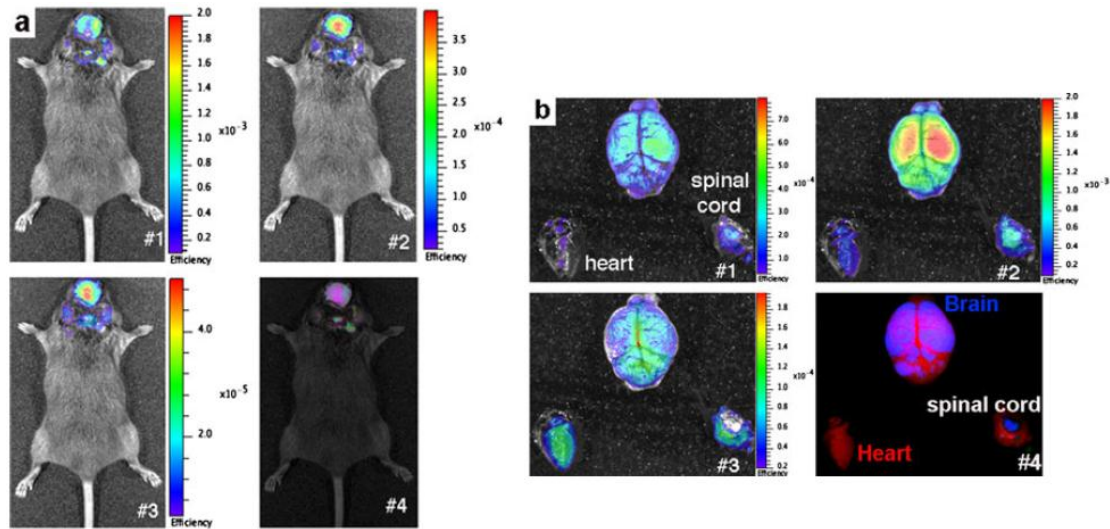 a
2.0
1.8
1.6
1.4
1.2
1.0
0.8
0.6
0.4
0.2
x10⁻³
Efficiency
#1
3.5
3.0
2.5
2.0
1.5
1.0
0.5
x10⁻⁴
Efficiency
#2
4.0
2.0
x10⁻⁵
Efficiency
#3
#4
b
spinal
cord
heart
#1
7.0
6.0
5.0
4.0
3.0
2.0
1.0
x10⁻⁴
Efficiency
#2
2.0
1.8
1.6
1.4
1.2
1.0
0.8
0.6
0.4
0.2
x10⁻³
Efficiency
#3
1.8
1.6
1.4
1.2
1.0
0.8
0.6
0.4
0.2
x10⁻⁴
Efficiency
Brain
spinal cord
Heart
#4